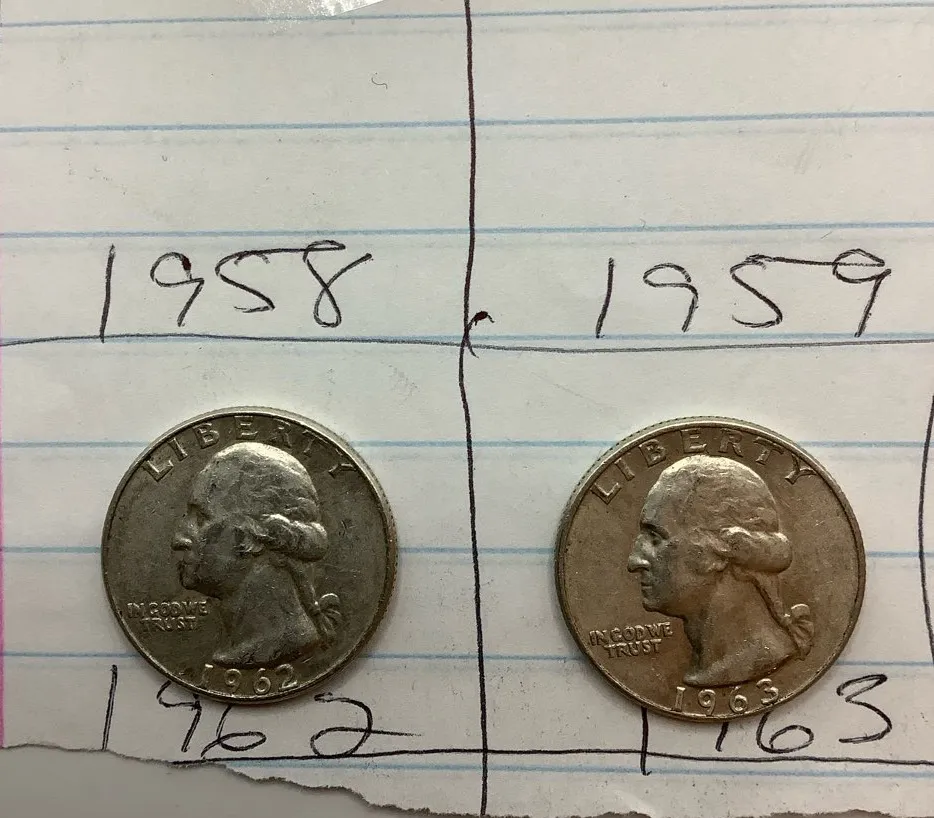 1958 1959
LIBERTY LIBERTY
IN GOD WE
TRUST
IN GOD WE
TRUST
1962 1963
1962 1963